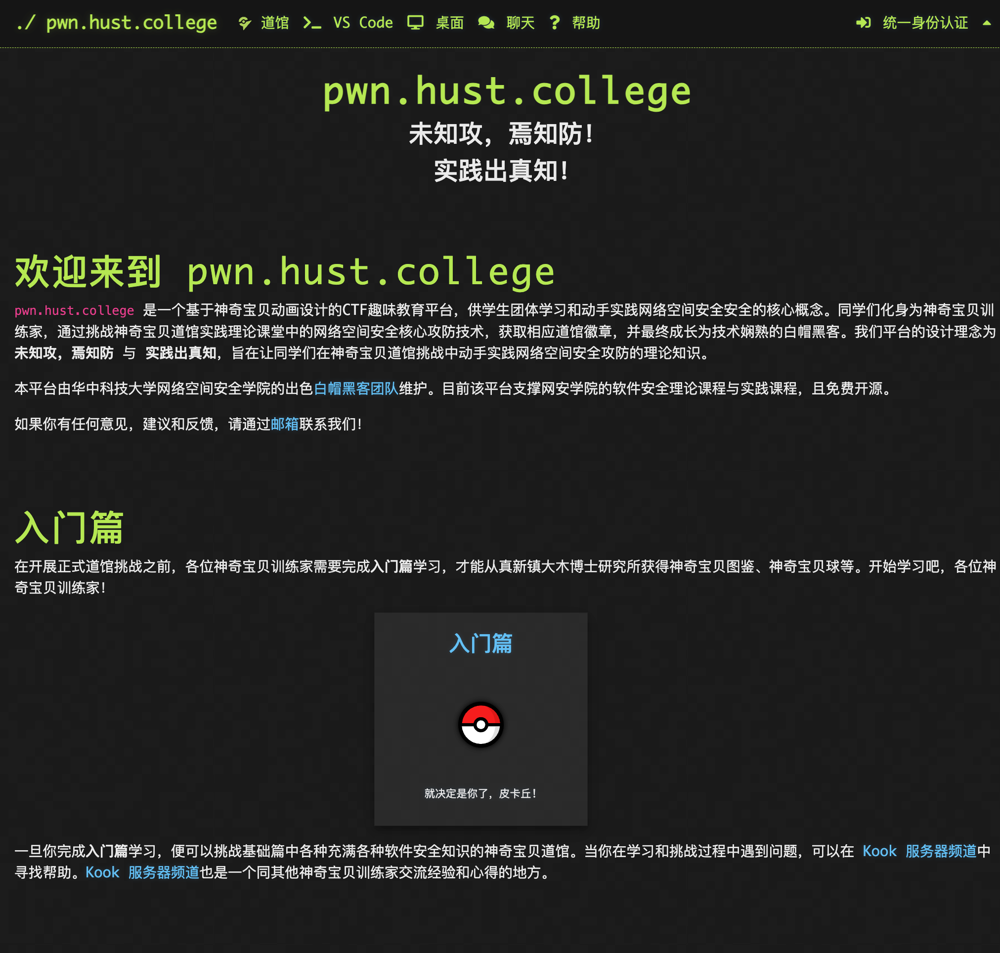 ./ pwn.hust.college 道馆 VS Code 桌面 聊天 帮助 统一身份认证
pwn.hust.college
未知攻，焉知防！
实践出真知！
欢迎来到 pwn.hust.college
pwn.hust.college 是一个基于神奇宝贝动画设计的CTF趣味教育平台，供学生团体学习和动手实践网络空间安全安全的核心概念。同学们化身为神奇宝贝训
练家，通过挑战神奇宝贝道馆实践理论课堂中的网络空间安全核心攻防技术，获取相应道馆徽章，并最终成长为技术娴熟的白帽黑客。我们平台的设计理念为
未知攻，焉知防 与 实践出真知，旨在让同学们在神奇宝贝道馆挑战中动手实践网络空间安全攻防的理论知识。
本平台由华中科技大学网络空间安全学院的出色白帽黑客团队维护。目前该平台支撑网安学院的软件安全理论课程与实践课程，且免费开源。
如果你有任何意见，建议和反馈，请通过邮箱联系我们！
入门篇
在开展正式道馆挑战之前，各位神奇宝贝训练家需要完成入门篇学习，才能从真新镇大木博士研究所获得神奇宝贝图鉴、神奇宝贝球等。开始学习吧，各位神
奇宝贝训练家！
入门篇
就决定是你了，皮卡丘！
一旦你完成入门篇学习，便可以挑战基础篇中各种充满各种软件安全知识的神奇宝贝道馆。当你在学习和挑战过程中遇到问题，可以在 Kook 服务器频道中
寻找帮助。Kook 服务器频道也是一个同其他神奇宝贝训练家交流经验和心得的地方。